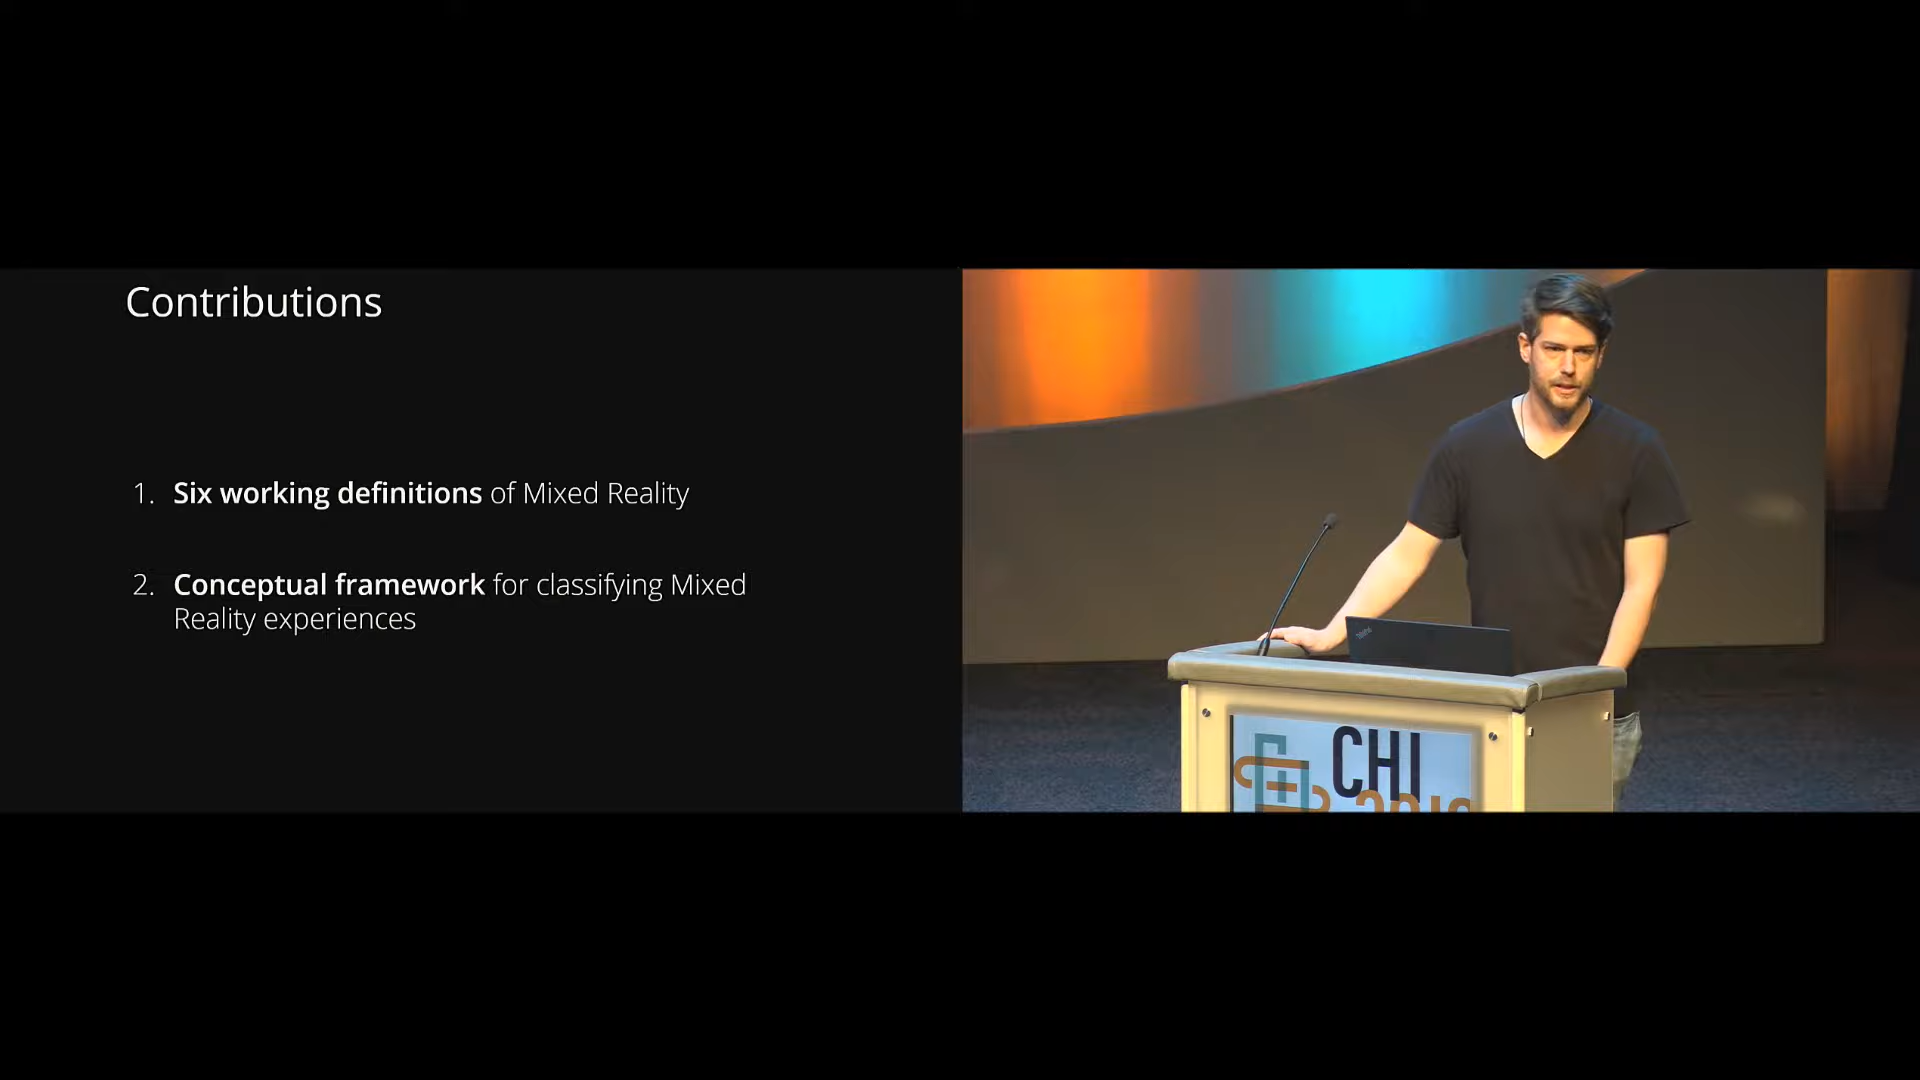 Contributions
1. Six working definitions of Mixed Reality
2. Conceptual framework for classifying Mixed
Reality experiences
CHI